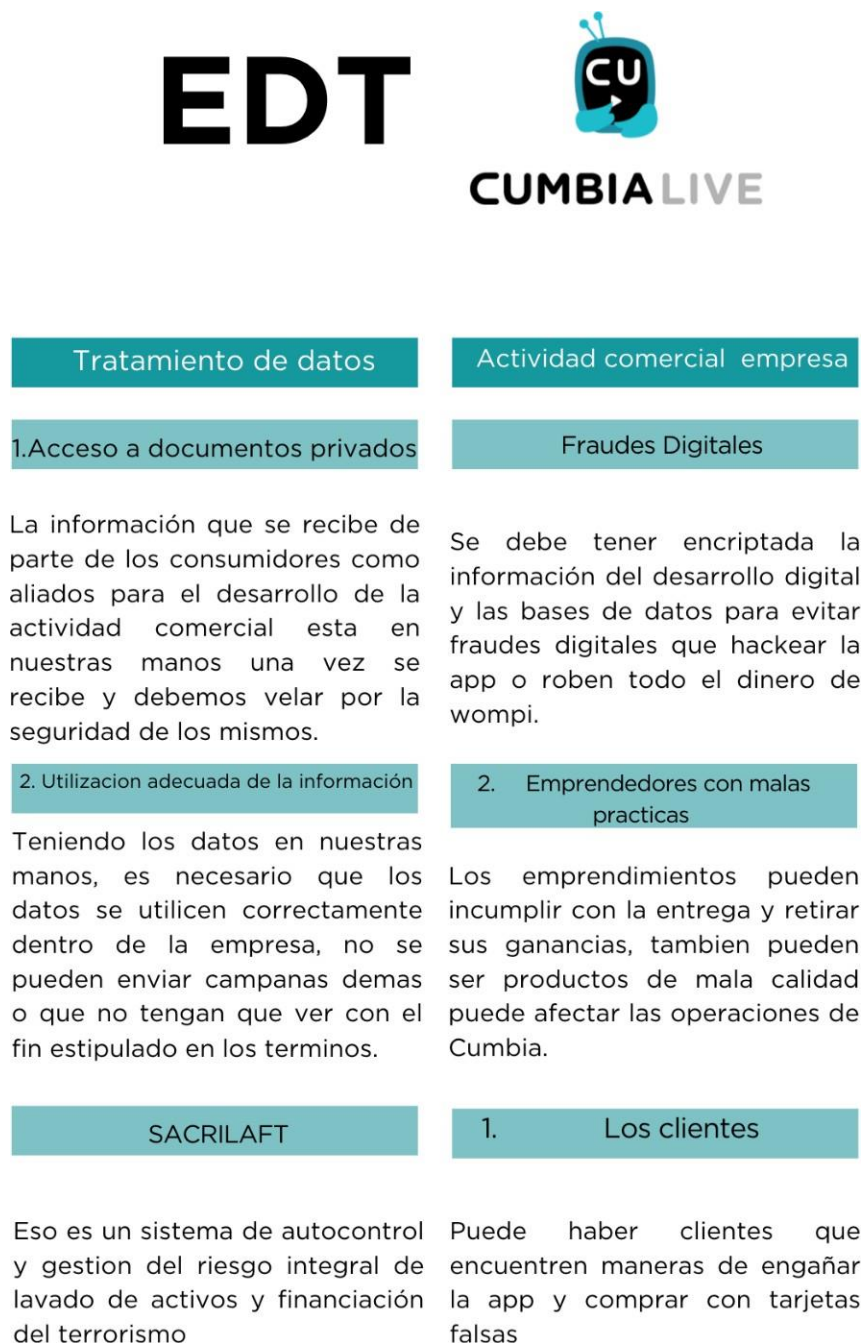 EDT
CU
CUMBIA LIVE
Tratamiento de datos
1.Acceso a documentos privados
La información que se recibe de
parte de los consumidores como
aliados para el desarrollo de la
actividad comercial esta en
nuestras manos una vez se
recibe y debemos velar por la
seguridad de los mismos.
2. Utilizacion adecuada de la información
Teniendo los datos en nuestras
manos, es necesario que los
datos se utilicen correctamente
dentro de la empresa, no se
pueden enviar campanas demas
o que no tengan que ver con el
fin estipulado en los terminos.
SACRILAFT
Eso es un sistema de autocontrol
y gestion del riesgo integral de
lavado de activos y financiación
del terrorismo
Actividad comercial empresa
Fraudes Digitales
Se debe tener encriptada la
información del desarrollo digital
y las bases de datos para evitar
fraudes digitales que hackear la
app o roben todo el dinero de
wompi.
2. Emprendedores con malas
practicas
Los emprendimientos pueden
incumplir con la entrega y retirar
sus ganancias, tambien pueden
ser productos de mala calidad
puede afectar las operaciones de
Cumbia.
1. Los clientes
Puede haber clientes que
encuentren maneras de engañar
la app y comprar con tarjetas
falsas